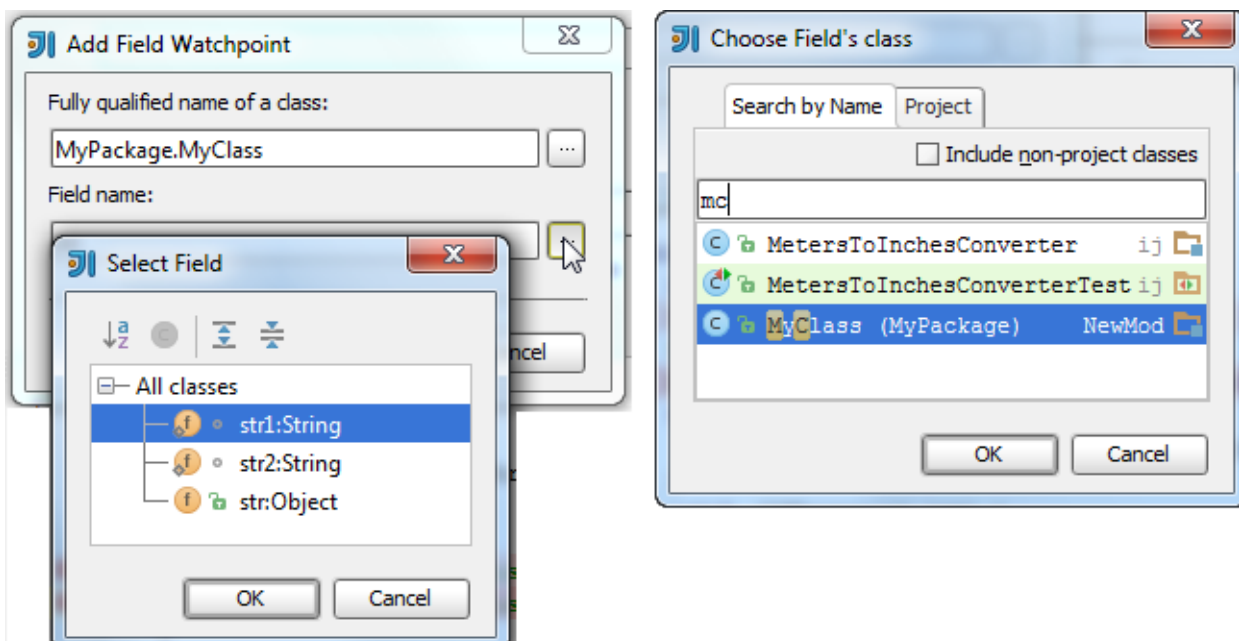 Add Field Watchpoint
Fully qualified name of a class:
MyPackage.MyClass
...
Field name:
Select Field
All classes
str1:String
str2:String
str:Object
OK
Cancel
Choose Field's class
Search by Name
Project
Include non-project classes
mc
MetersToInchesConverter ij
MetersToInchesConverterTest ij
MyClass (MyPackage) NewMod
OK
Cancel